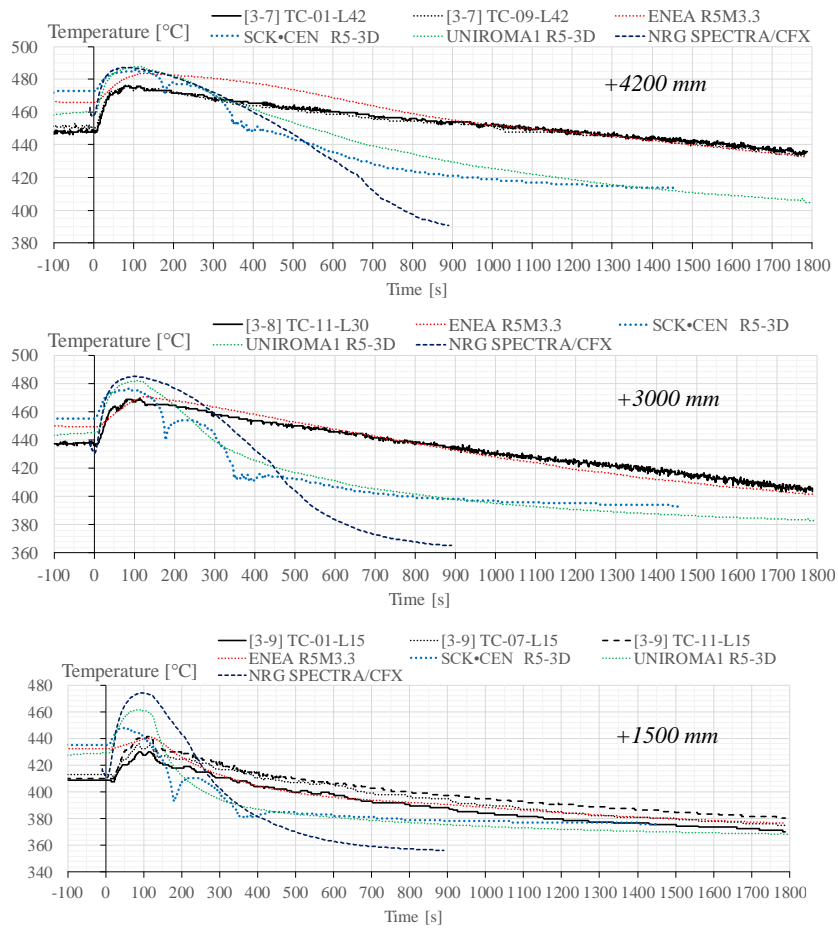 [3-7] TC-01-L42 [3-7] TC-09-L42 ENEA R5M3.3
Temperature [°C]
SCK•CEN R5-3D UNIROMA1 R5-3D NRG SPECTRA/CFX
500
480
460
440
420
400
380
+4200 mm
-100 0 100 200 300 400 500 600 700 800 900 1000 1100 1200 1300 1400 1500 1600 1700 1800
Time [s]
[3-8] TC-11-L30 ENEA R5M3.3 SCK•CEN R5-3D
Temperature [°C]
UNIROMA1 R5-3D NRG SPECTRA/CFX
500
480
460
440
420
400
380
360
+3000 mm
-100 0 100 200 300 400 500 600 700 800 900 1000 1100 1200 1300 1400 1500 1600 1700 1800
Time [s]
[3-9] TC-01-L15 [3-9] TC-07-L15 [3-9] TC-11-L15
ENEA R5M3.3 SCK•CEN R5-3D UNIROMA1 R5-3D
Temperature [°C]
NRG SPECTRA/CFX
480
460
440
420
400
380
360
340
+1500 mm
-100 0 100 200 300 400 500 600 700 800 900 1000 1100 1200 1300 1400 1500 1600 1700 1800
Time [s]